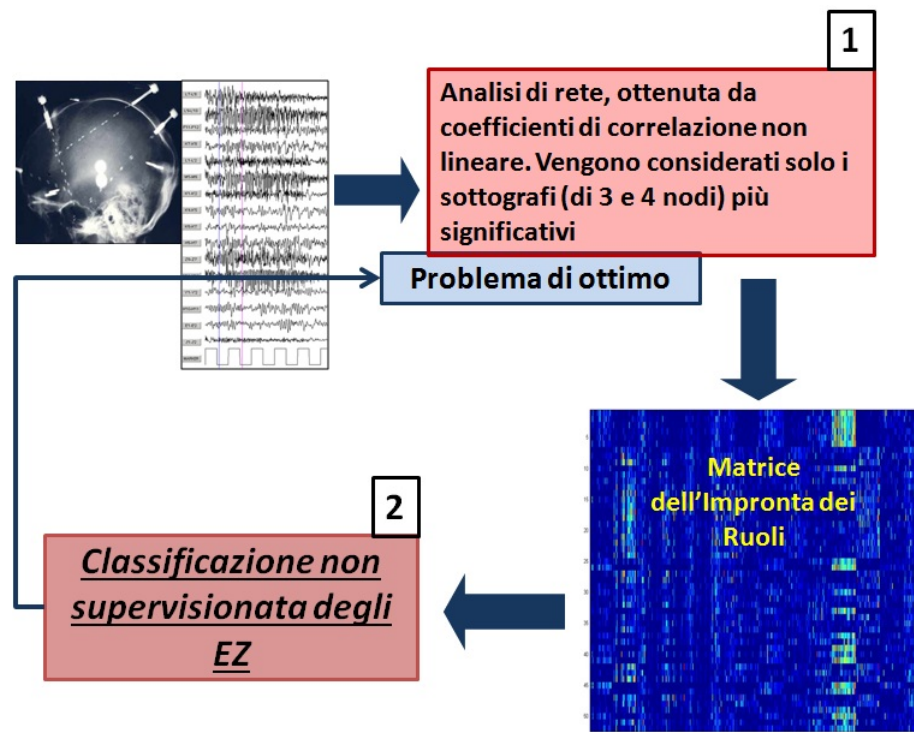 1
Analisi di rete, ottenuta da
coefficienti di correlazione non
lineare. Vengono considerati solo i
sottografi (di 3 e 4 nodi) più
significativi
Problema di ottimo
Matrice
dell'Impronta dei
Ruoli
2
Classificazione non
supervisionata degli
EZ